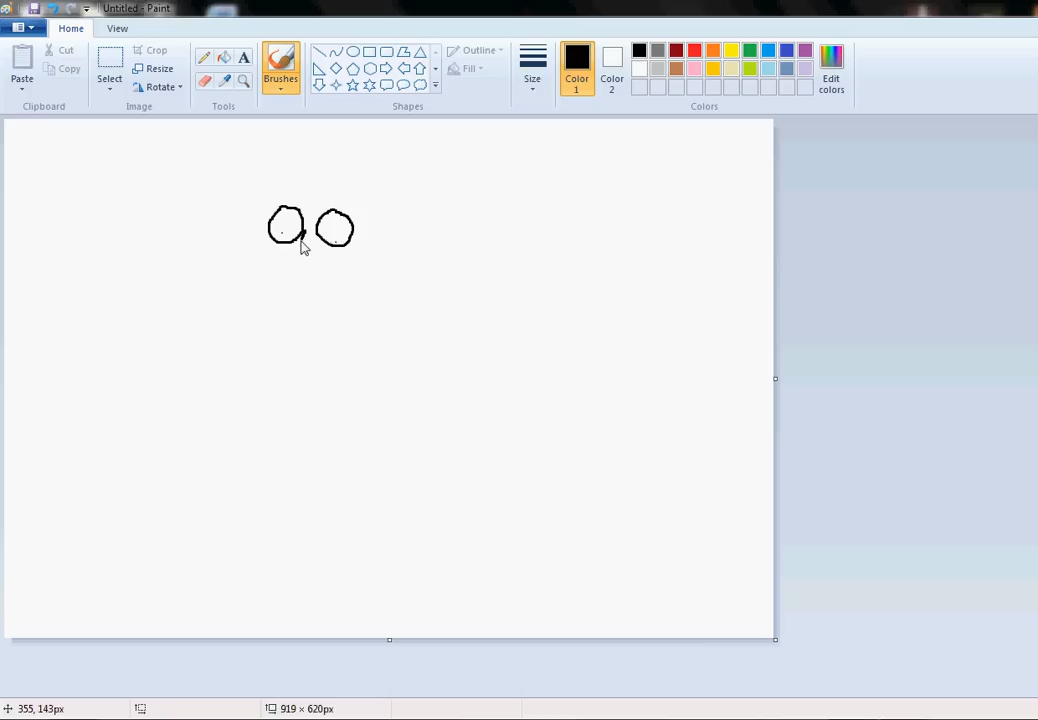 Untitled - Paint
Home View
Paste
Cut
Copy
Clipboard
Select
Crop
Resize
Rotate
Image
A
Tools
Brushes
Outline
Fill
Shapes
Size
Color 1
Color 2
Edit colors
Colors
355, 143px
919 × 620px